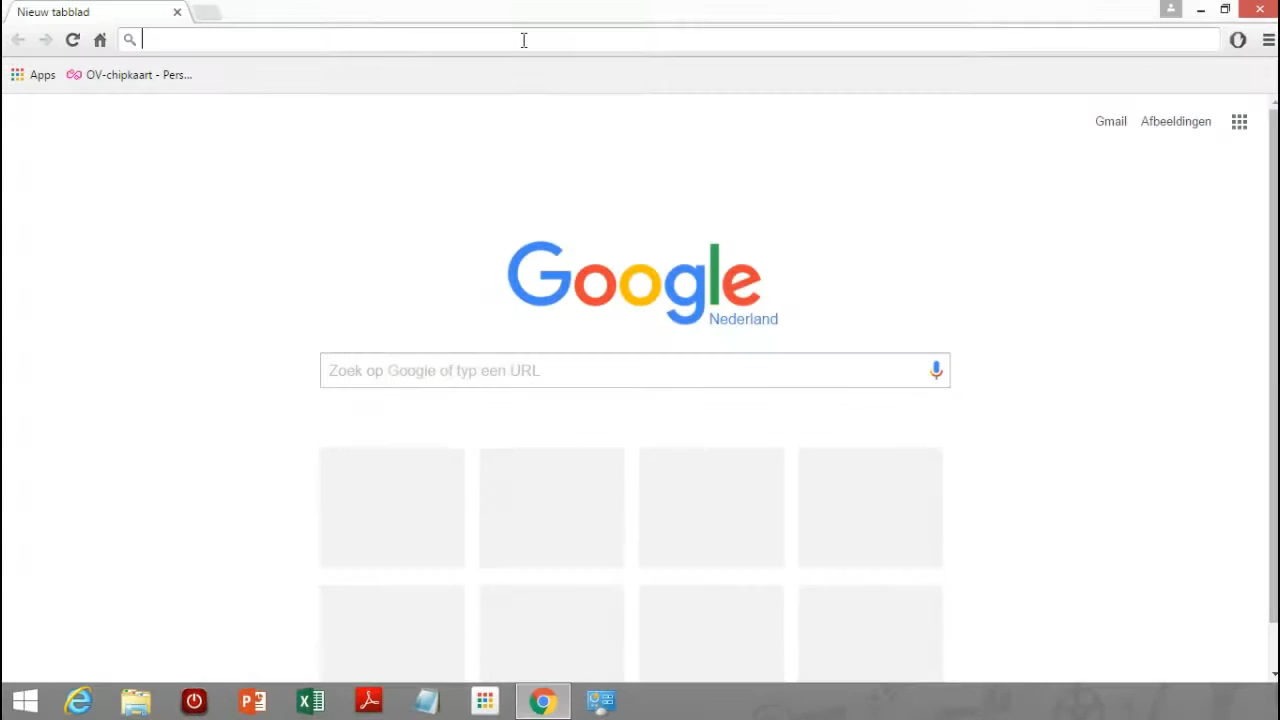 Nieuw tabblad
Apps
OV-chipkaart - Pers...
Gmail Afbeeldingen
Google
Nederland
Zoek op Google of typ een URL